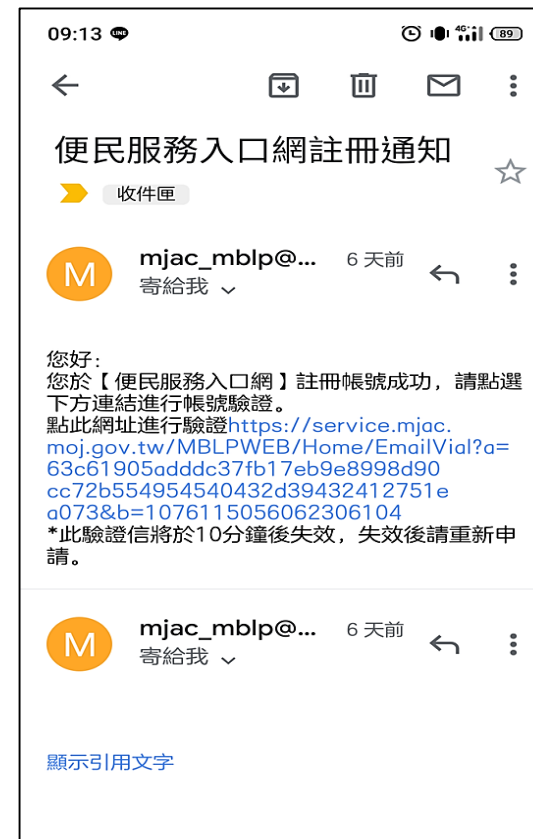 09:13 LINE 4G 89
便民服務入口網註冊通知
收件匣
M
mjac_mblp@... 6 天前
寄給我
您好:
您於【便民服務入口網】註冊帳號成功，請點選
下方連結進行帳號驗證。
點此網址進行驗證https://service.mjac.
moj.gov.tw/MBLPWEB/Home/EmailVial?a=
63c61905adddc37fb17eb9e8998d90
cc72b554954540432d39432412751e
a073&b=1076115056062306104
*此驗證信將於10分鐘後失效，失效後請重新申
請。
M
mjac_mblp@... 6 天前
寄給我
顯示引用文字